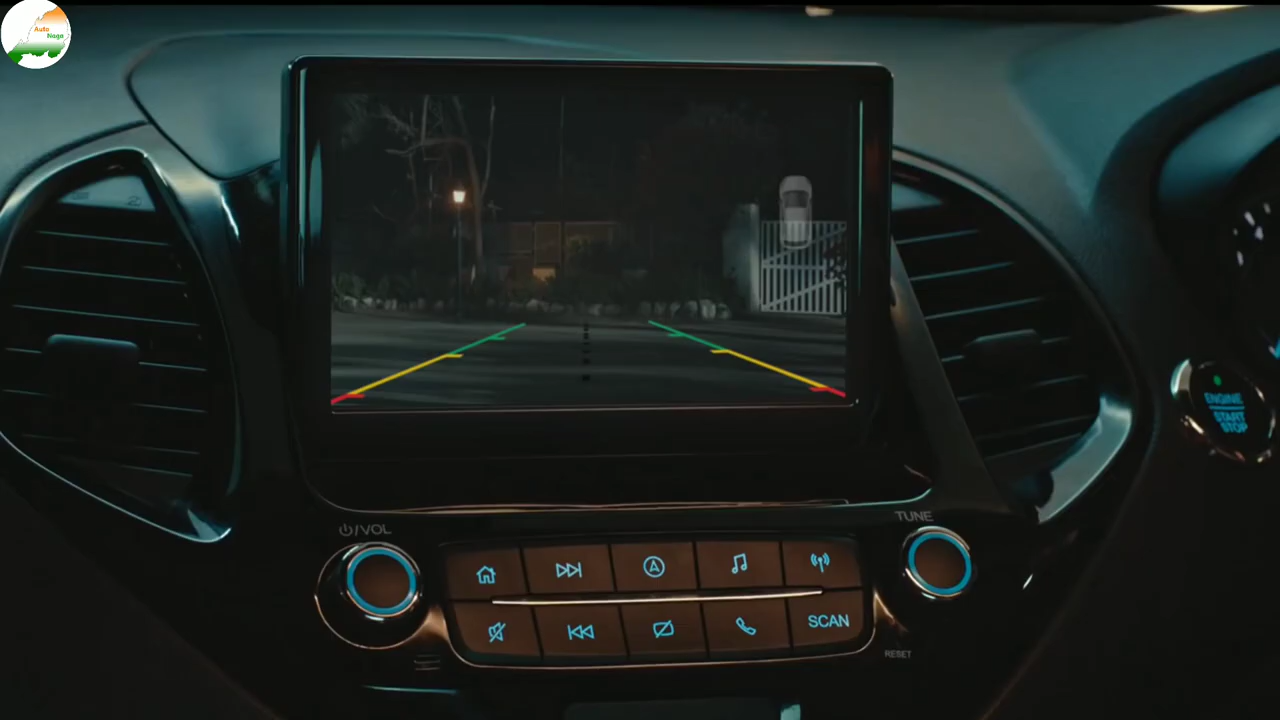 Auto
Naga
ENGINE
START
STOP
/VOL
TUNE
A
SCAN
RESET